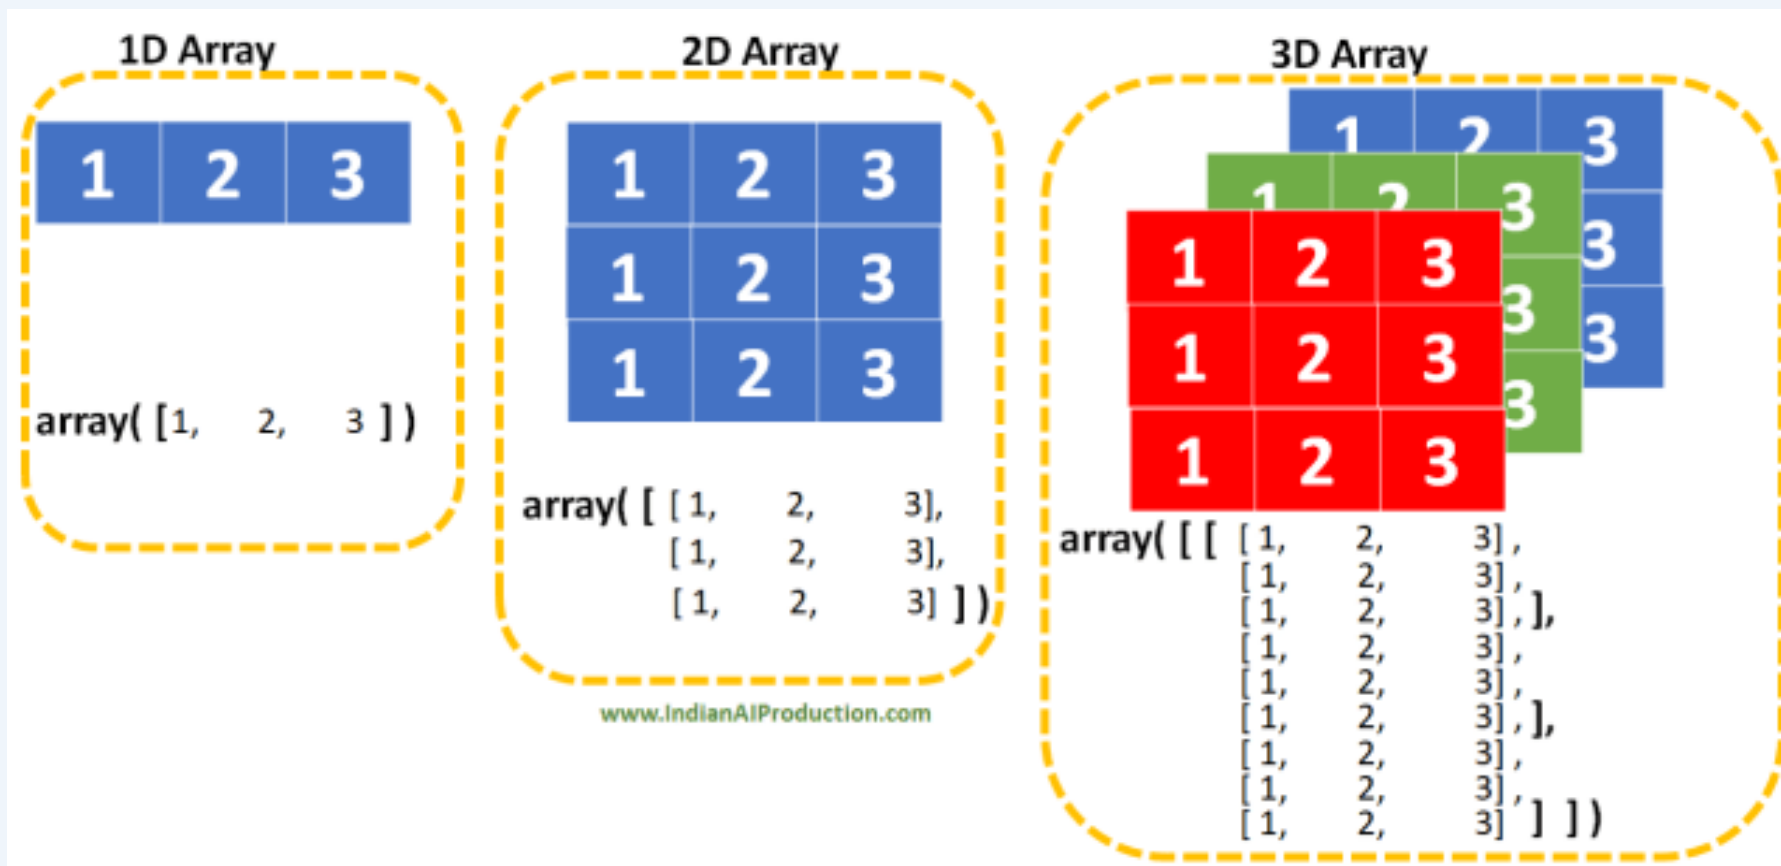 1D Array
1 2 3
array( [1, 2, 3 ] )
2D Array
1 2 3
1 2 3
1 2 3
array( [ [ 1, 2, 3],
[ 1, 2, 3],
[ 1, 2, 3] ] )
www.IndianAIProduction.com
3D Array
1 2 3
3
3
1 2 3
3
3
1 2 3
1 2 3
1 2 3
array( [ [ [ 1, 2, 3] ,
[ 1, 2, 3] ,
[ 1, 2, 3] , ],
[ 1, 2, 3] ,
[ 1, 2, 3] ,
[ 1, 2, 3] , ],
[ 1, 2, 3] ,
[ 1, 2, 3] ,
[ 1, 2, 3] ] ] )